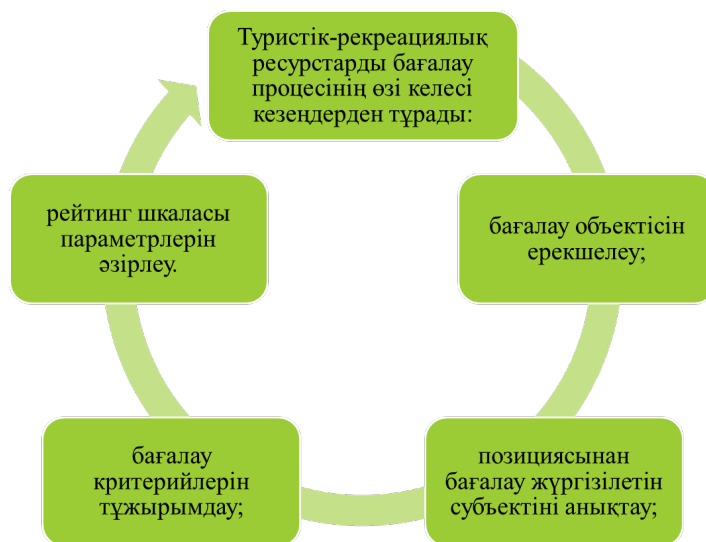 Туристік-рекреациялық
ресурстарды бағалау
процесінің өзі келесі
кезеңдерден тұрады:
бағалау объектісін
ерекшелеу;
позициясынан
бағалау жүргізілетін
субъектіні анықтау;
бағалау
критерийлерін
тұжырымдау;
рейтинг шкаласы
параметрлерін
әзірлеу.